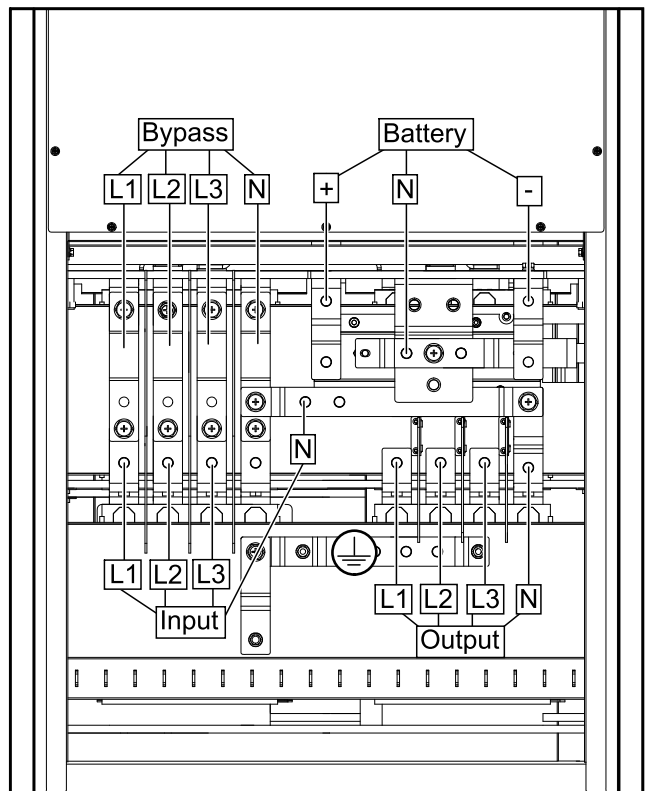 Bypass Battery
L1 L2 L3 N + N -
N
L1 L2 L3
Input
L1 L2 L3 N
Output